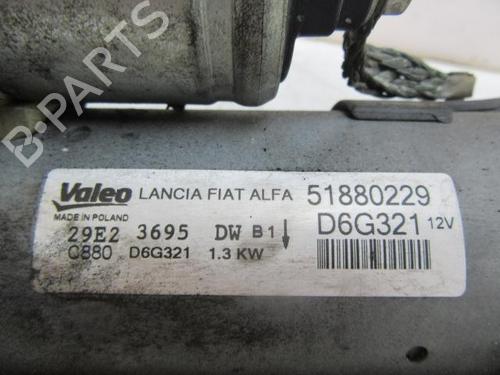 B-PARTS
Valeo LANCIA FIAT ALFA 51880229
MADE IN POLAND D6G321 12V
29E2 3695 DW B1↓
C880 D6G321 1.3 KW